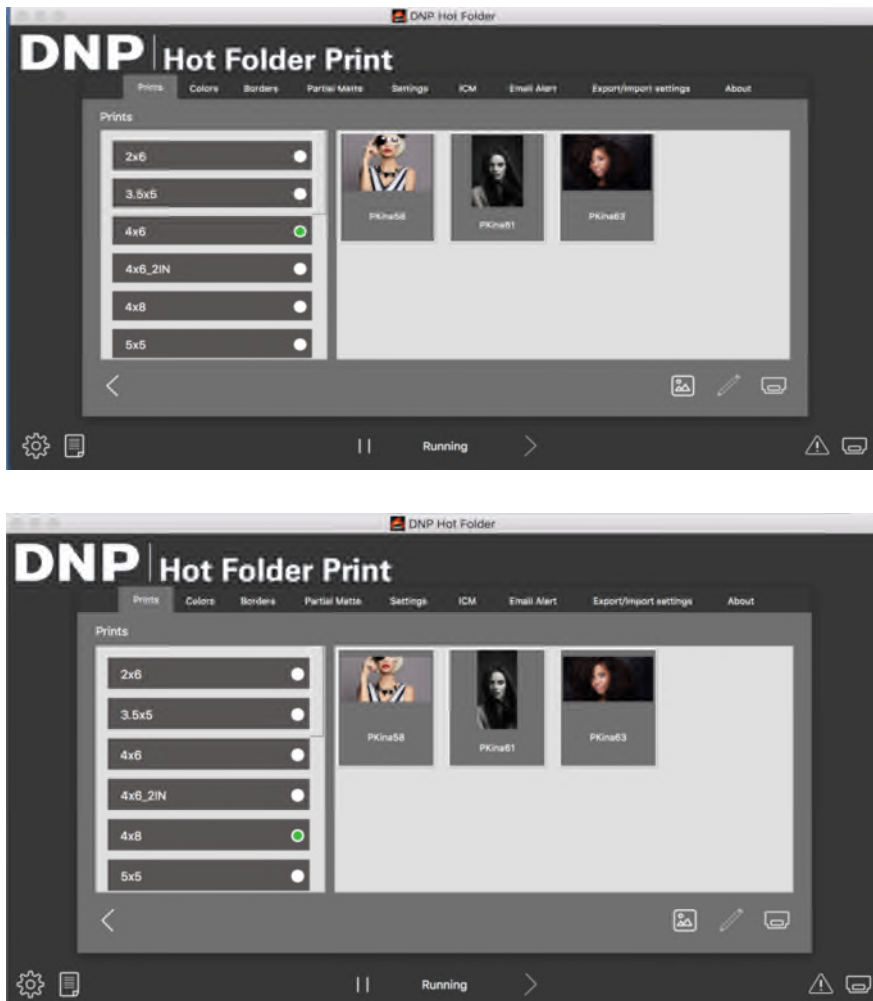 DNP Hot Folder
DNP Hot Folder Print
Prints Colors Borders Partial Matte Settings ICM Email Alert Export/Import settings About
Prints
2x6
3.5x5
4x6
4x6_2IN
4x8
5x5
PKina58
PKina61
PKina63
Running
DNP Hot Folder
DNP Hot Folder Print
Prints Colors Borders Partial Matte Settings ICM Email Alert Export/Import settings About
Prints
2x6
3.5x5
4x6
4x6_2IN
4x8
5x5
PKina58
PKina61
PKina63
Running